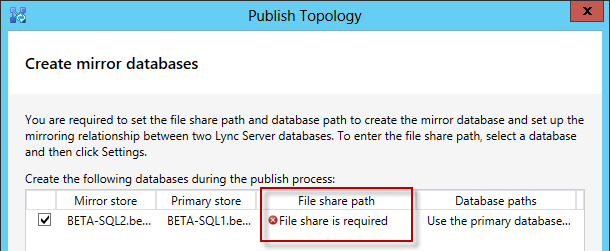 Publish Topology
x
Create mirror databases
You are required to set the file share path and database path to create the mirror database and set up the
mirroring relationship between two Lync Server databases. To enter the file share path, select a database
and then click Settings.
Create the following databases during the publish process:
Mirror store Primary store File share path Database paths
BETA-SQL2.be... BETA-SQL1.be... File share is required Use the primary database...